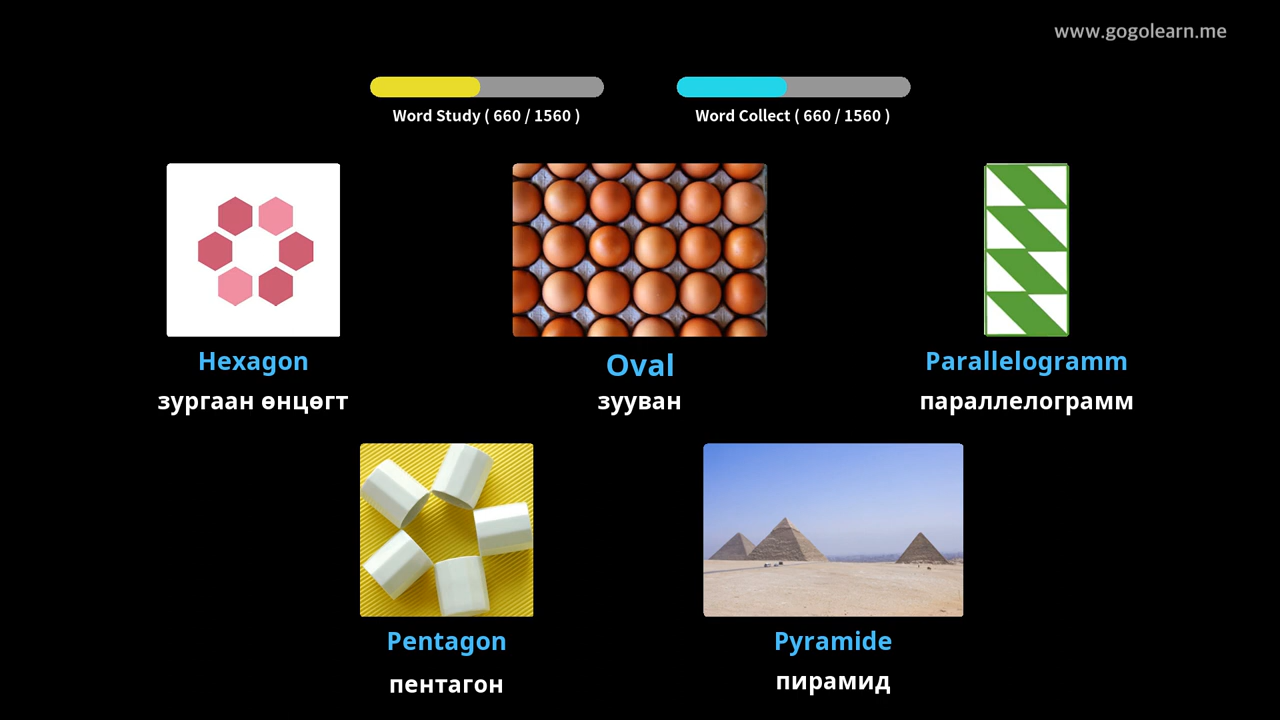 www.gogolearn.me
Word Study ( 660 / 1560 )
Word Collect ( 660 / 1560 )
Hexagon
зургаан өнцөгт
Oval
зууван
Parallelogramm
параллелограмм
Pentagon
пентагон
Pyramide
пирамид